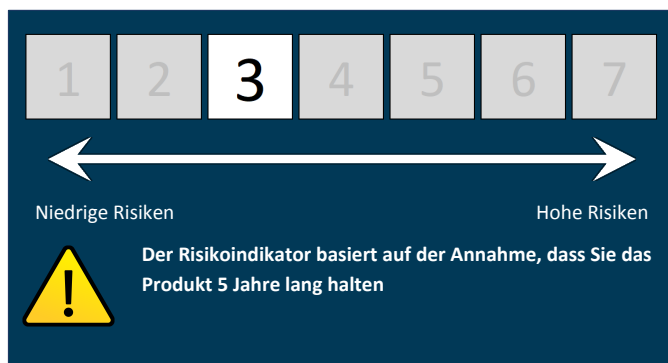 1 2 3 4 5 6 7
Niedrige Risiken Hohe Risiken
Der Risikoindikator basiert auf der Annahme, dass Sie das
Produkt 5 Jahre lang halten